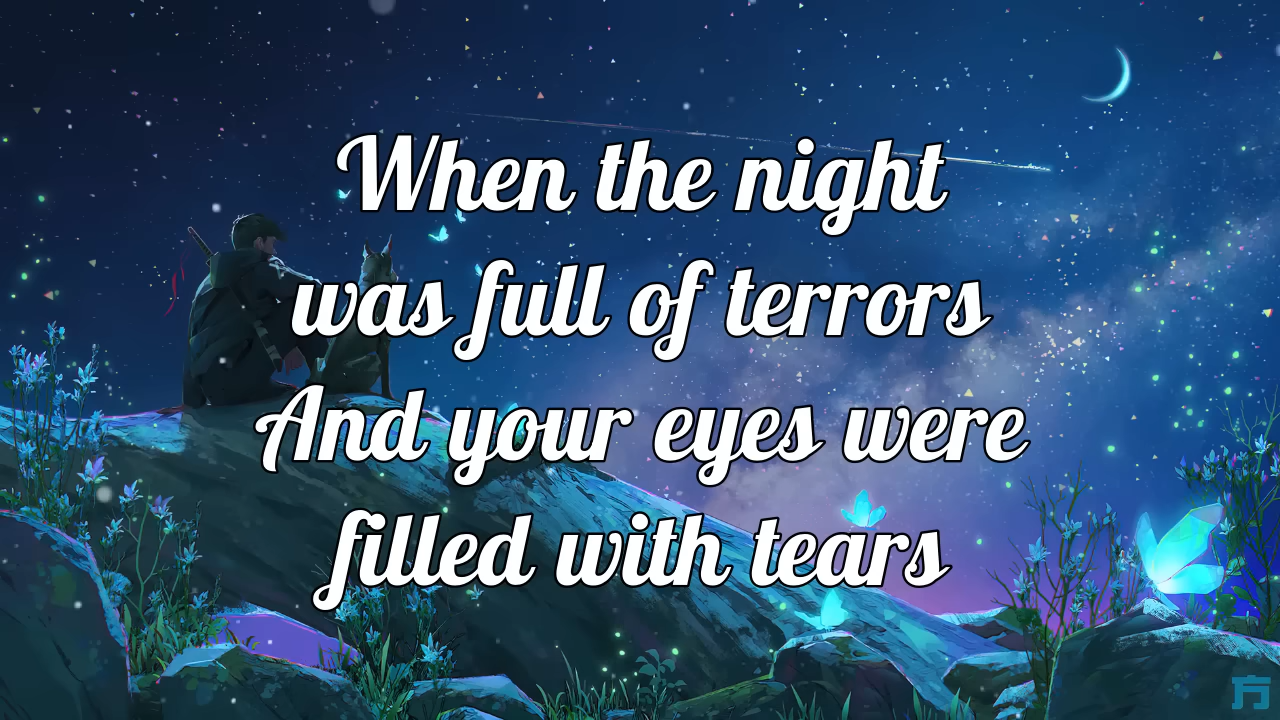 When the night
was full of terrors
And your eyes were
filled with tears